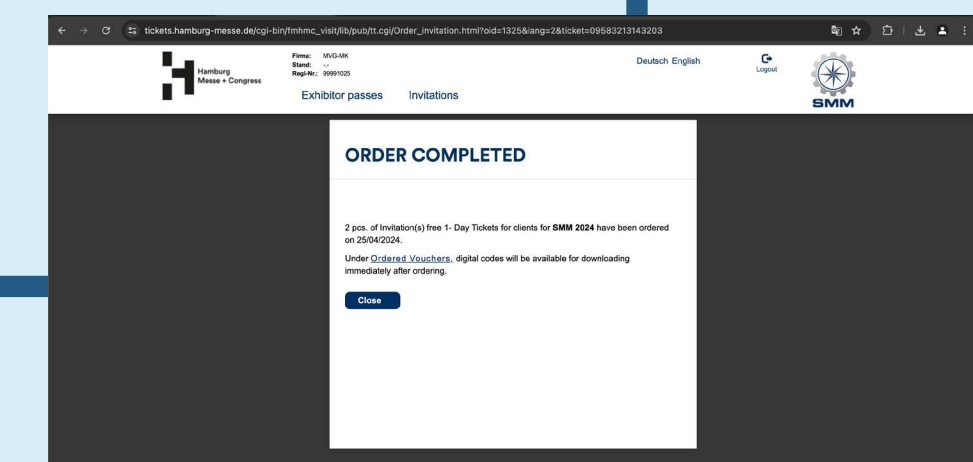 tickets.hamburg-messe.de/cgi-bin/fmhmc_visit/lib/pub/tt.cgi/Order_invitation.html?oid=1325&lang=2&ticket=09583213143203
Hamburg
Messe + Congress
Firma: MVG-MK
Stand: -.-
Regi-Nr.: 99991025
Deutsch English
Logout
SMM
Exhibitor passes Invitations
ORDER COMPLETED
2 pcs. of Invitation(s) free 1- Day Tickets for clients for SMM 2024 have been ordered
on 25/04/2024.
Under Ordered Vouchers, digital codes will be available for downloading
immediately after ordering.
Close